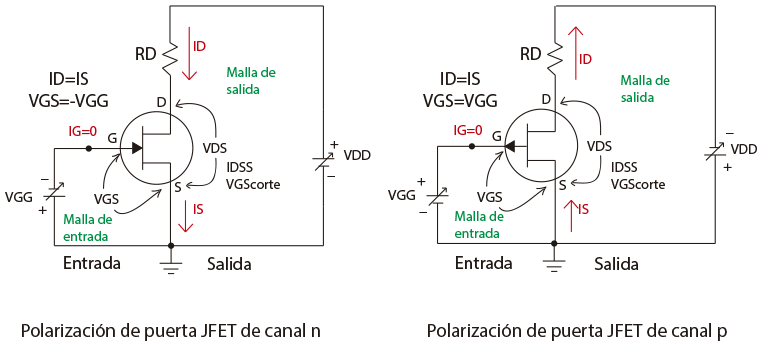 RD
ID
ID=IS
VGS=-VGG
Malla de
salida
D
IG=0
G
VDS
+
VDD
-
IDSS
VGScorte
-
VGG
+
VGS
S
Malla de
entrada
IS
Entrada
Salida
Polarización de puerta JFET de canal n
RD
ID
ID=IS
VGS=VGG
Malla de
salida
D
IG=0
G
VDS
-
VDD
+
IDSS
VGScorte
+
VGG
-
VGS
S
Malla de
entrada
IS
Entrada
Salida
Polarización de puerta JFET de canal p